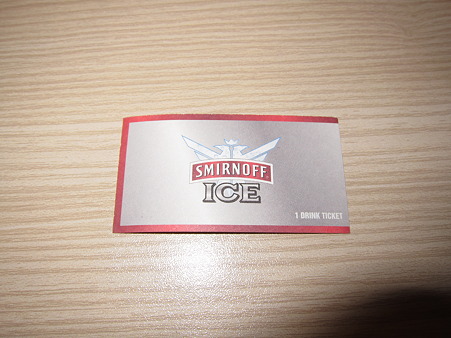 SMIRNOFF
ICE
1 DRINK TICKET